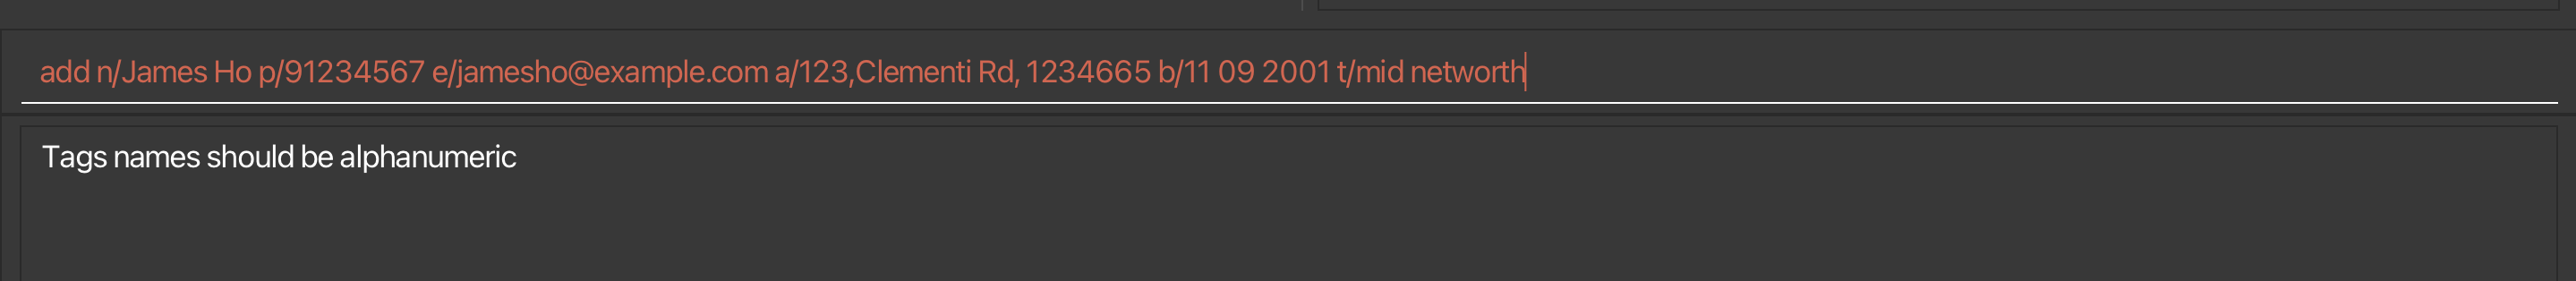 add n/James Ho p/91234567 e/jamesho@example.com a/123,Clementi Rd, 1234665 b/11 09 2001 t/mid networth
Tags names should be alphanumeric